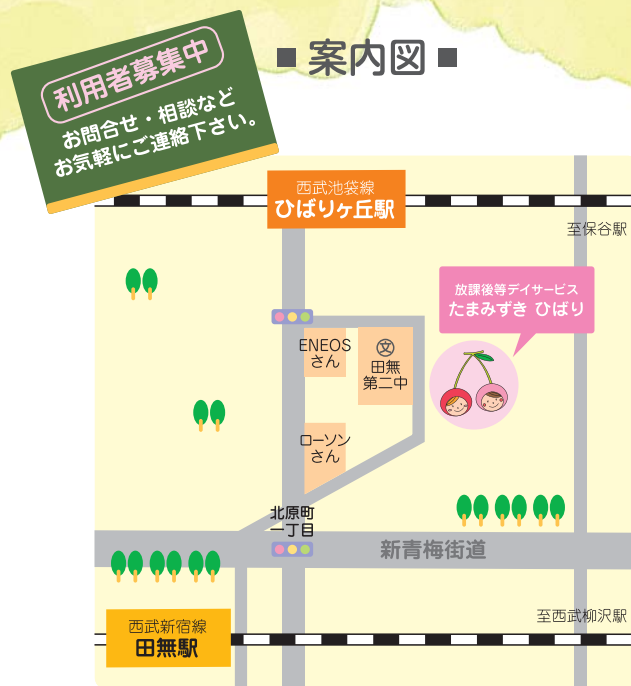 ■ 案内図 ■
利用者募集中
お問合せ・相談など
お気軽にご連絡下さい。
西武池袋線
ひばりヶ丘駅
至保谷駅
放課後等デイサービス
たまみずき ひばり
ENEOS
さん
文
田無
第二中
ローソン
さん
北原町
一丁目
新青梅街道
至西武柳沢駅
西武新宿線
田無駅